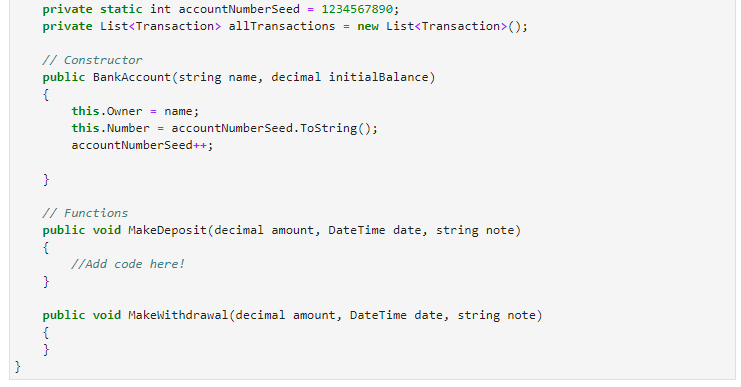 private static int accountNumberSeed = 1234567890;
private List<Transaction> allTransactions = new List<Transaction>();
// Constructor
public BankAccount(string name, decimal initialBalance)
{
this.Owner = name;
this.Number = accountNumberSeed.ToString();
accountNumberSeed++;
}
// Functions
public void MakeDeposit(decimal amount, DateTime date, string note)
{
//Add code here!
}
public void MakeWithdrawal(decimal amount, DateTime date, string note)
{
}
}